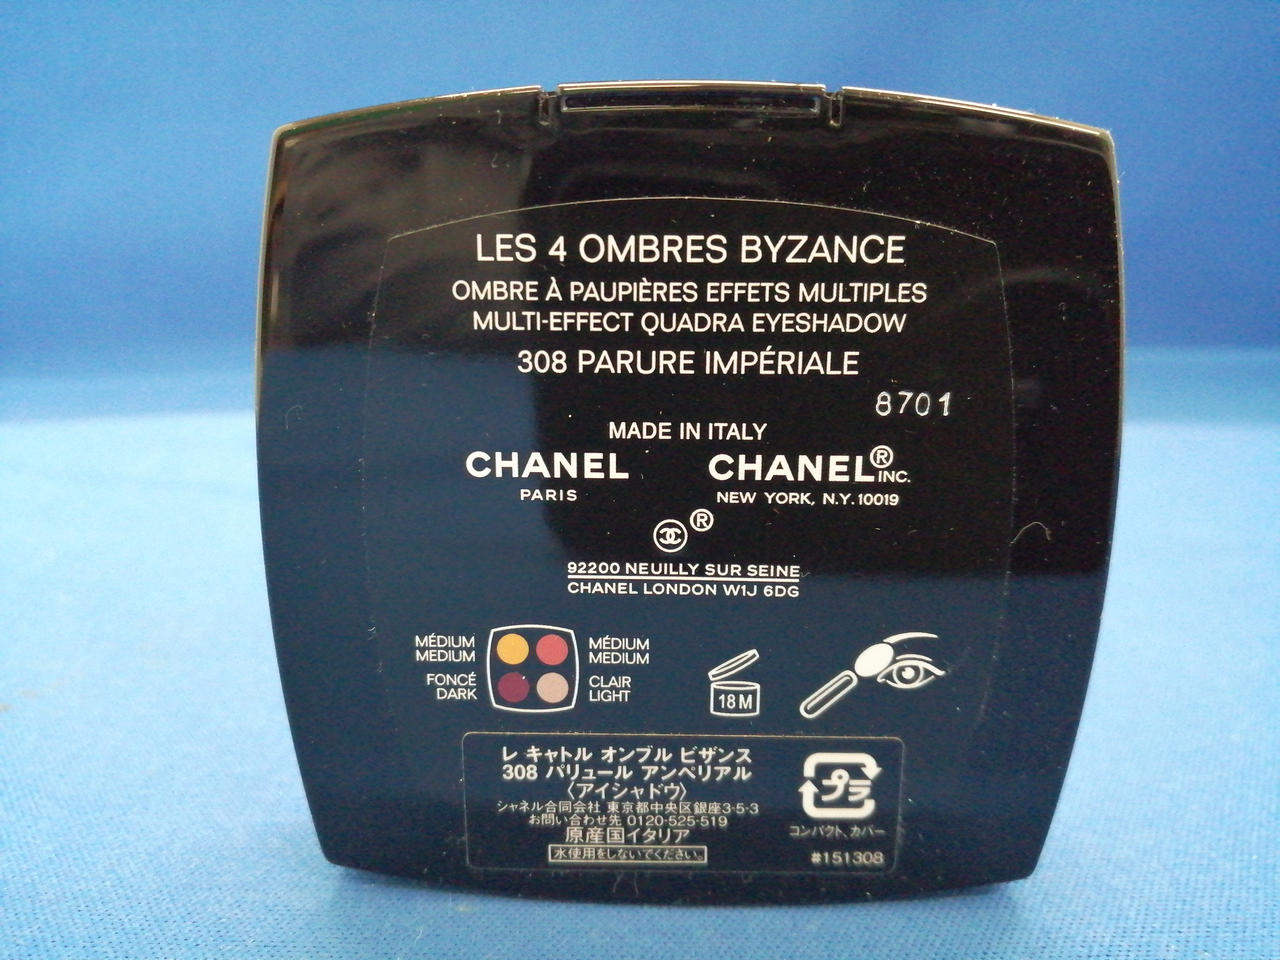 LES 4 OMBRES BYZANCE
OMBRE À PAUPIÈRES EFFETS MULTIPLES
MULTI-EFFECT QUADRA EYESHADOW
308 PARURE IMPÉRIALE
8701
MADE IN ITALY
CHANEL CHANEL® INC.
PARIS NEW YORK, N.Y. 10019
®
92200 NEUILLY SUR SEINE
CHANEL LONDON W1J 6DG
MÉDIUM MÉDIUM
MEDIUM MEDIUM
FONCÉ CLAIR
DARK LIGHT
18M
レ キャトル オンブル ビザンス
308 パリュール アンペリアル
〈アイシャドウ〉
シャネル合同会社 東京都中央区銀座3-5-3
お問い合わせ先 0120-525-519
原産国イタリア
水使用をしないでください。
プラ
コンパクト、カバー
#151308